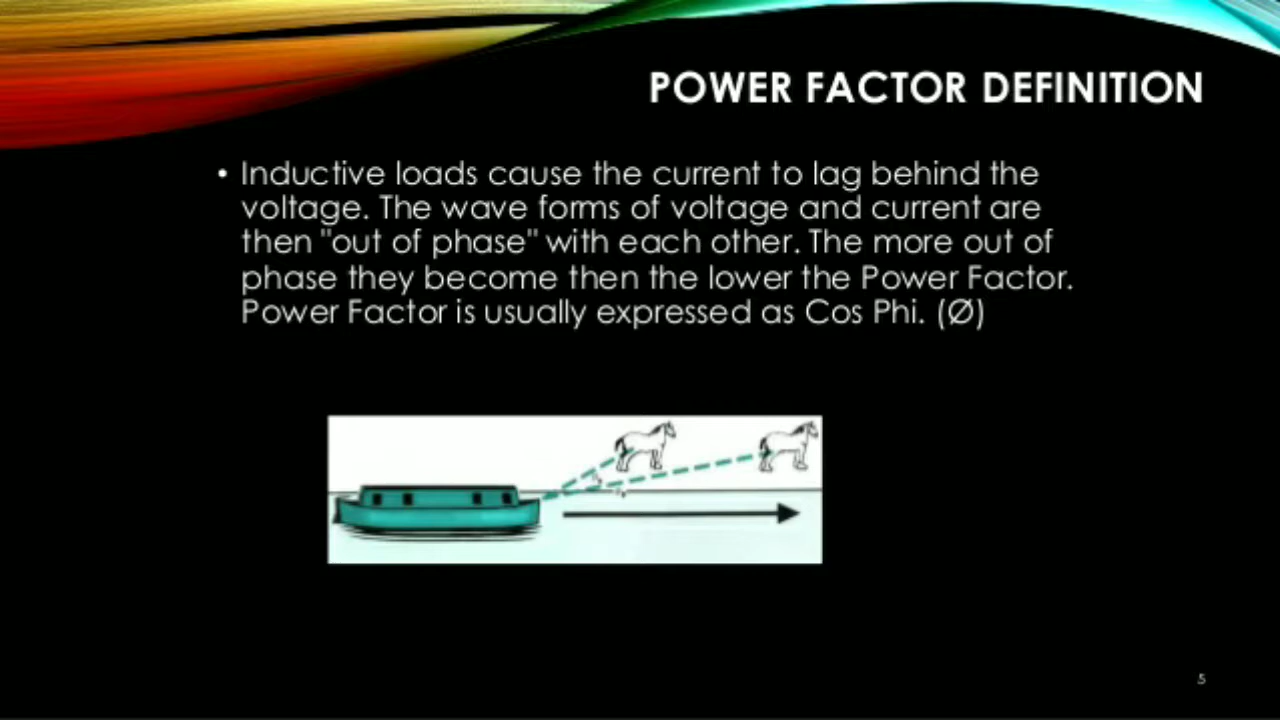 POWER FACTOR DEFINITION
• Inductive loads cause the current to lag behind the
voltage. The wave forms of voltage and current are
then "out of phase" with each other. The more out of
phase they become then the lower the Power Factor.
Power Factor is usually expressed as Cos Phi. (Ø)
5